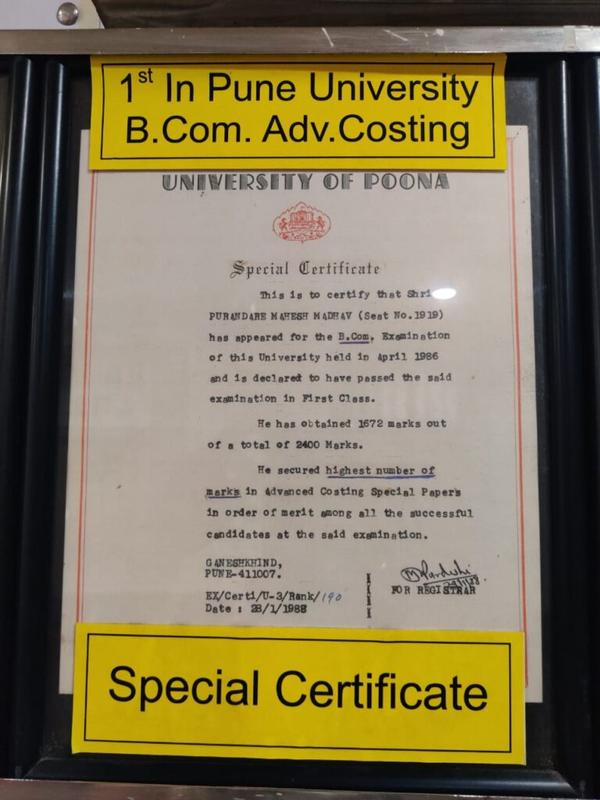 1st In Pune University
B.Com. Adv.Costing
UNIVERSITY OF POONA
Special Certificate
This is to certify that Shri
PURANDARE MAHESH MADHAV (Seat No.1919)
has appeared for the B.Com. Examination
of this University held in April 1986
and is declared to have passed the said
examination in First Class.
He has obtained 1672 marks out
of a total of 2400 Marks.
He secured highest number of
marks in Advanced Costing Special Papers
in order of merit among all the successful
candidates at the said examination.
GANESHKHIND,
PUNE-411007.
FOR REGISTRAR
EX/Certi/U-3/Rank/190
Date : 28/1/1988
Special Certificate